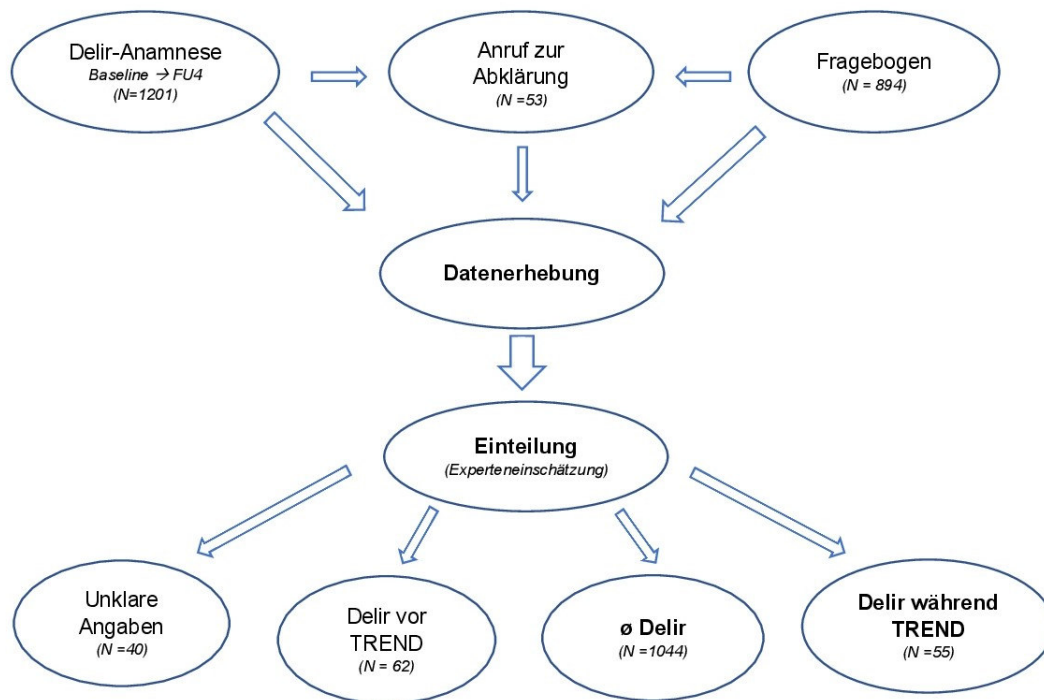 Delir-Anamnese
Baseline → FU4
(N=1201)
Anruf zur
Abklärung
(N =53)
Fragebogen
(N = 894)
Datenerhebung
Einteilung
(Experteneinschätzung)
Unklare
Angaben
(N =40)
Delir vor
TREND
(N = 62)
ø Delir
(N =1044)
Delir während
TREND
(N =55)